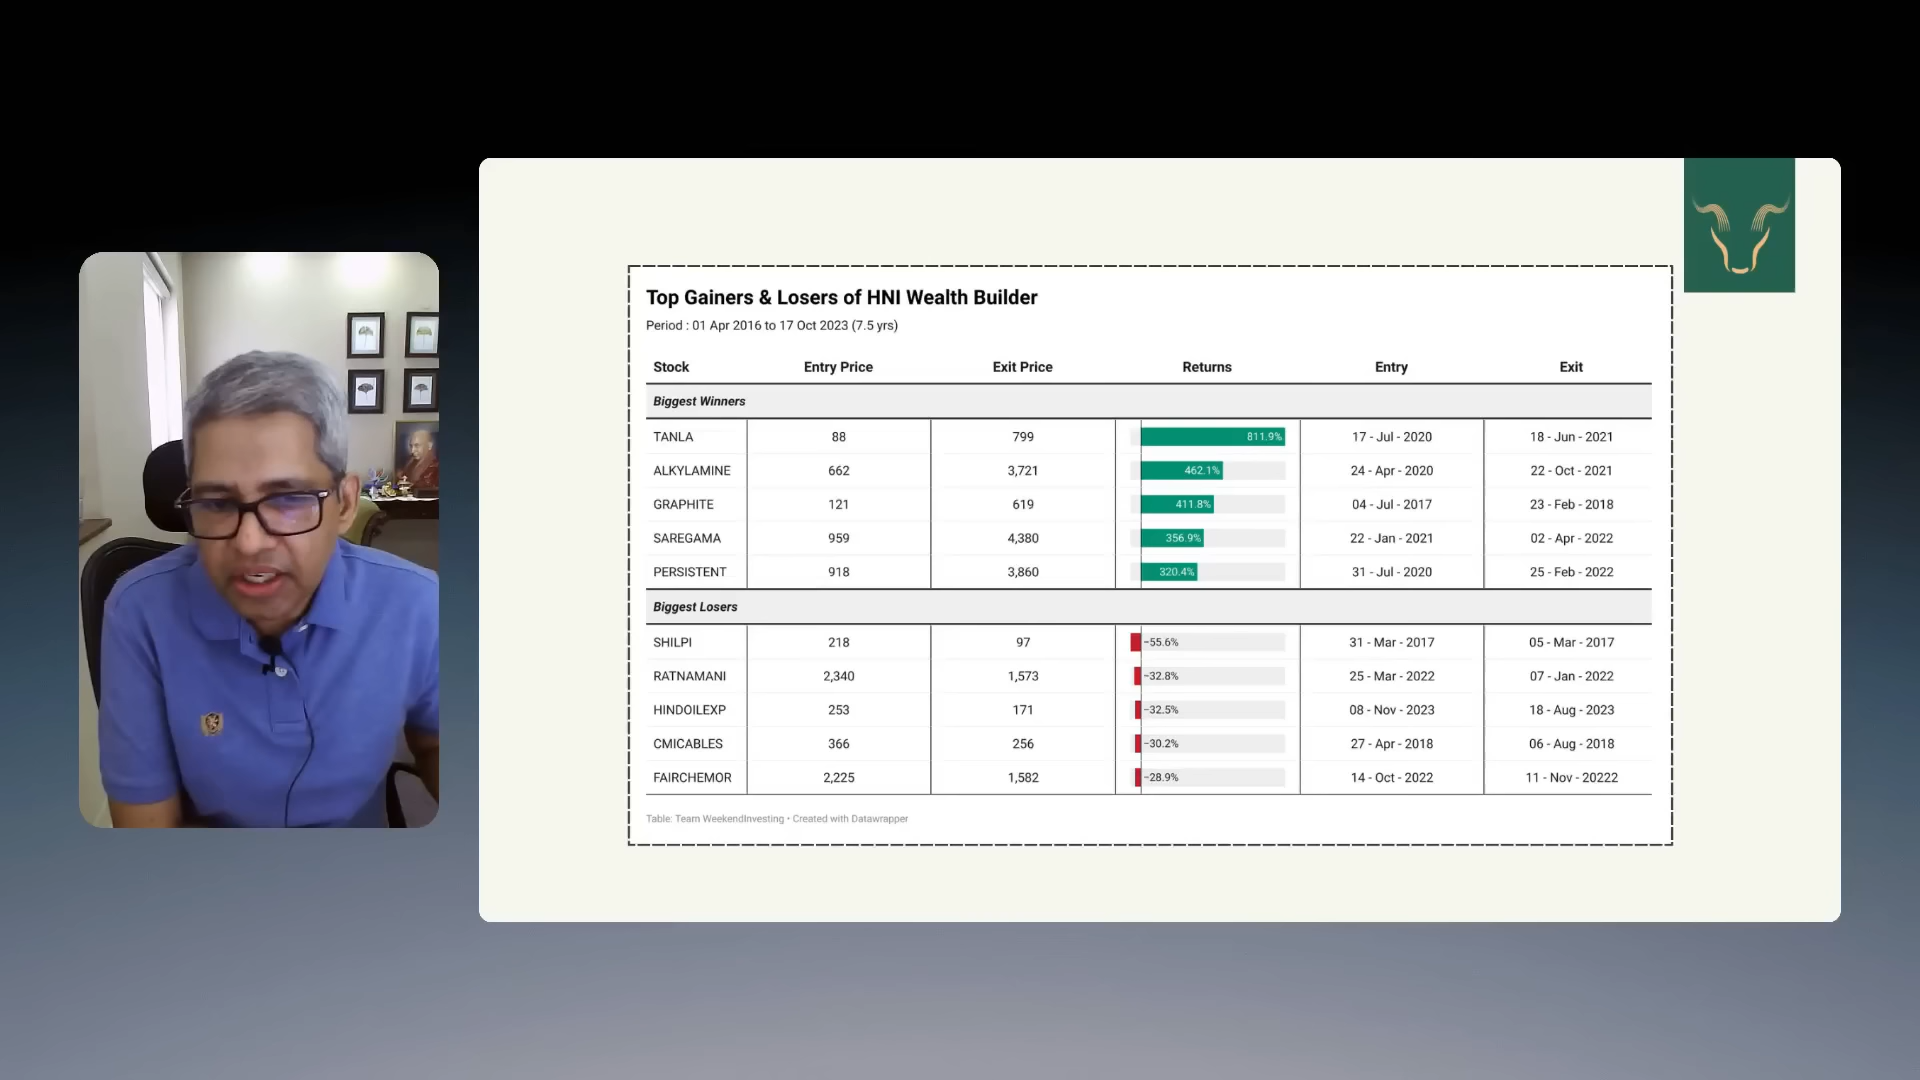 Top Gainers & Losers of HNI Wealth Builder
Period : 01 Apr 2016 to 17 Oct 2023 (7.5 yrs)
Stock Entry Price Exit Price Returns Entry Exit
Biggest Winners
TANLA 88 799 811.9% 17 - Jul - 2020 18 - Jun - 2021
ALKYLAMINE 662 3,721 462.1% 24 - Apr - 2020 22 - Oct - 2021
GRAPHITE 121 619 411.8% 04 - Jul - 2017 23 - Feb - 2018
SAREGAMA 959 4,380 356.9% 22 - Jan - 2021 02 - Apr - 2022
PERSISTENT 918 3,860 320.4% 31 - Jul - 2020 25 - Feb - 2022
Biggest Losers
SHILPI 218 97 −55.6% 31 - Mar - 2017 05 - Mar - 2017
RATNAMANI 2,340 1,573 −32.8% 25 - Mar - 2022 07 - Jan - 2022
HINDOILEXP 253 171 −32.5% 08 - Nov - 2023 18 - Aug - 2023
CMICABLES 366 256 −30.2% 27 - Apr - 2018 06 - Aug - 2018
FAIRCHEMOR 2,225 1,582 −28.9% 14 - Oct - 2022 11 - Nov - 20222
Table: Team WeekendInvesting • Created with Datawrapper